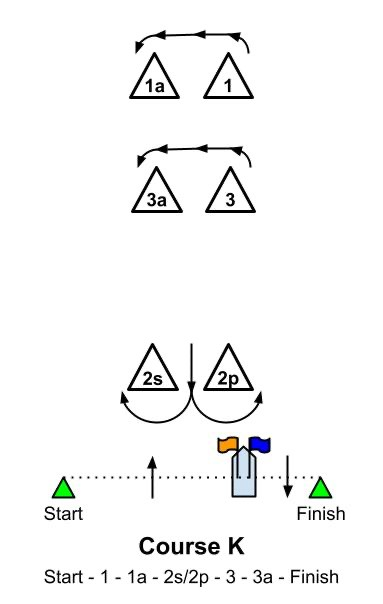 1a 1
3a 3
2s 2p
Start Finish
Course K
Start - 1 - 1a - 2s/2p - 3 - 3a - Finish